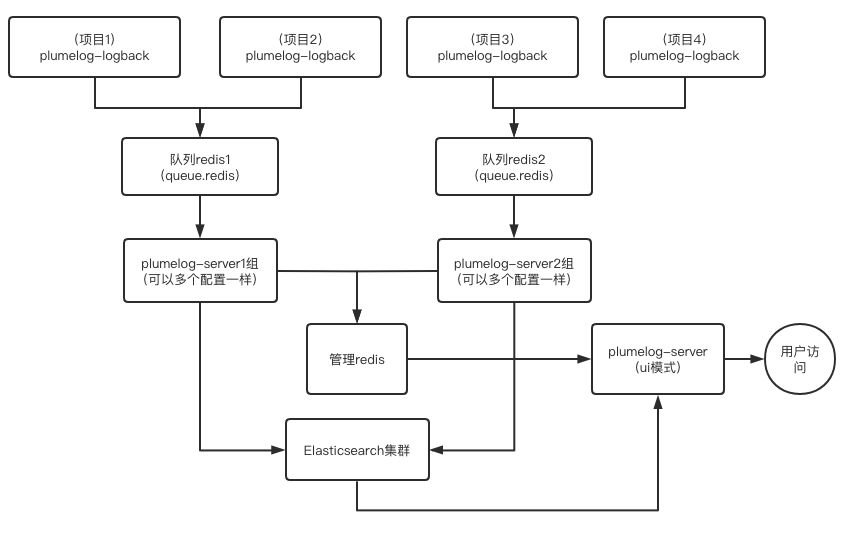 （项目1）
plumelog-logback
（项目2）
plumelog-logback
（项目3）
plumelog-logback
（项目4）
plumelog-logback
队列redis1
（queue.redis）
队列redis2
（queue.redis）
plumelog-server1组
（可以多个配置一样）
plumelog-server2组
（可以多个配置一样）
管理redis
plumelog-server
（ui模式）
用户访
问
Elasticsearch集群